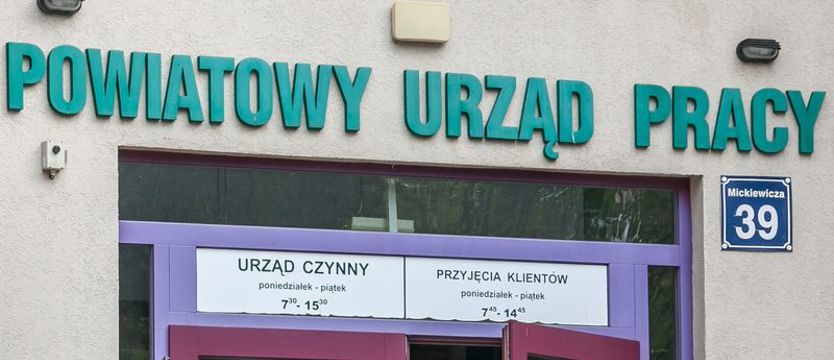 POWIATOWY URZĄD PRACY
Mickiewicza
39
URZĄD CZYNNY
poniedziałek - piątek
7³⁰- 15³⁰
PRZYJĘCIA KLIENTÓW
poniedziałek - piątek
7⁴⁵- 14⁴⁵